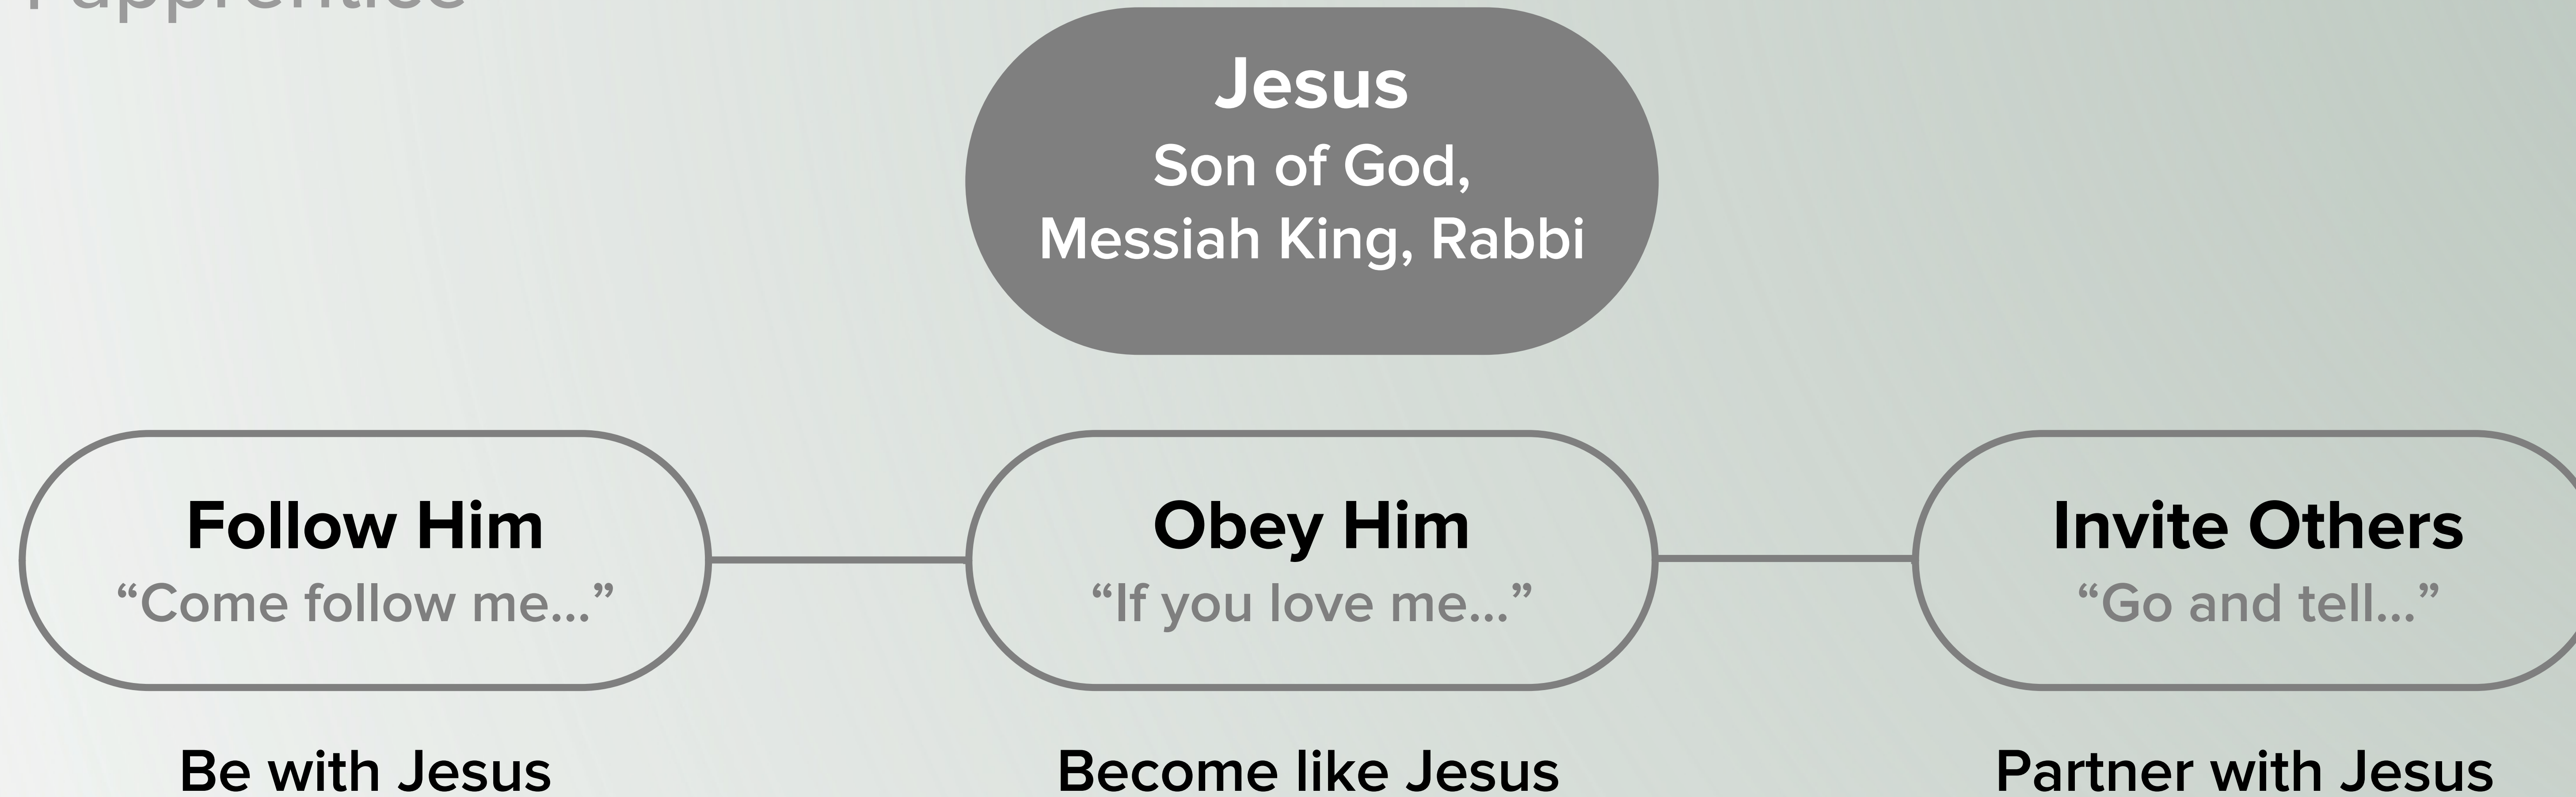 apprentice
Jesus
Son of God,
Messiah King, Rabbi
Follow Him
“Come follow me...”
Obey Him
“If you love me...”
Invite Others
“Go and tell...”
Be with Jesus
Become like Jesus
Partner with Jesus